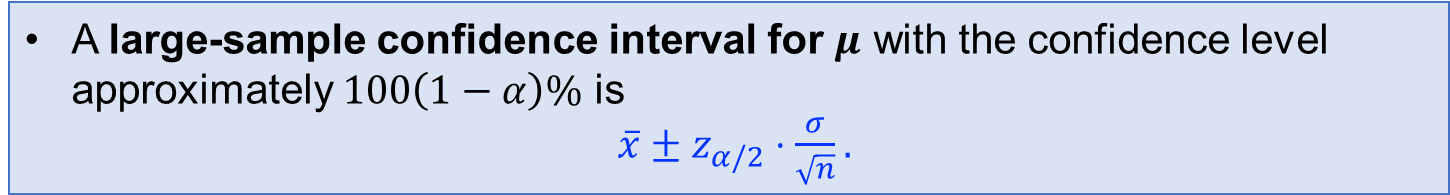 • A large-sample confidence interval for μ with the confidence level
approximately 100(1 − α)% is
x̄ ± z_{α/2} · σ/√n .